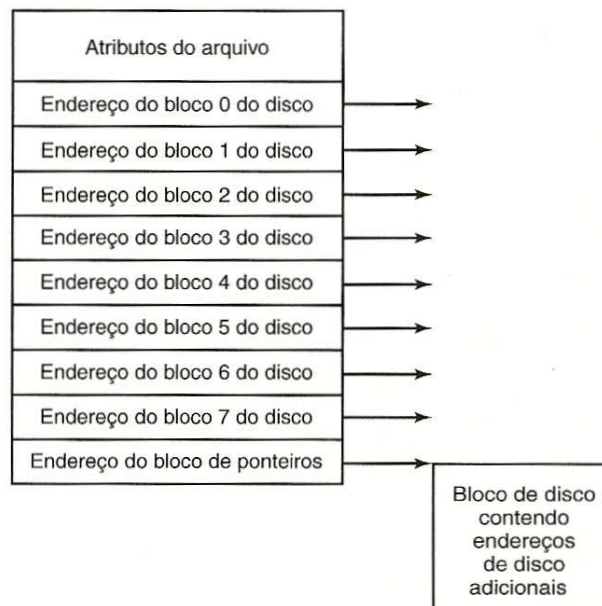 Atributos do arquivo
Endereço do bloco 0 do disco
Endereço do bloco 1 do disco
Endereço do bloco 2 do disco
Endereço do bloco 3 do disco
Endereço do bloco 4 do disco
Endereço do bloco 5 do disco
Endereço do bloco 6 do disco
Endereço do bloco 7 do disco
Endereço do bloco de ponteiros
Bloco de disco
contendo
endereços
de disco
adicionais